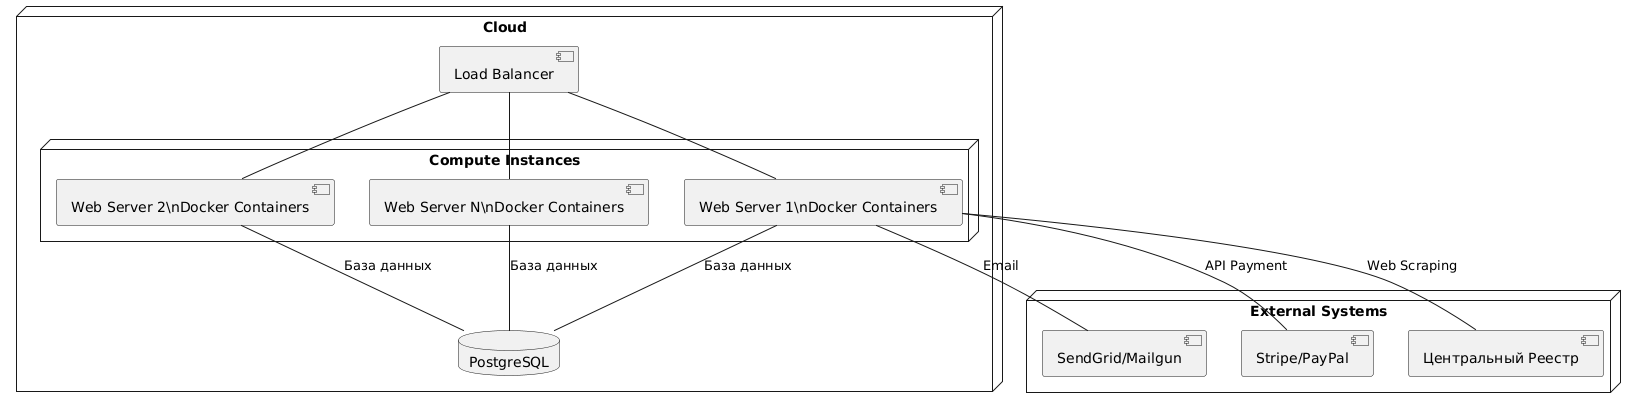 Cloud
Load Balancer
Compute Instances
Web Server 2\nDocker Containers
Web Server N\nDocker Containers
Web Server 1\nDocker Containers
База данных
База данных
База данных
Email
API Payment
Web Scraping
External Systems
PostgreSQL
SendGrid/Mailgun
Stripe/PayPal
Центральный Реестр